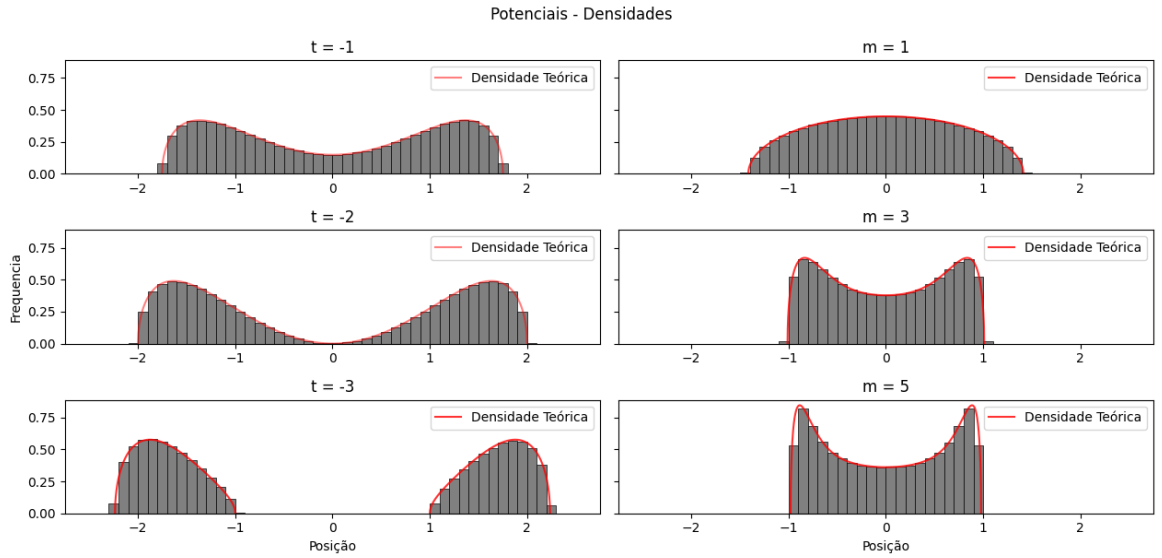 Potenciais - Densidades
t = -1
m = 1
Densidade Teórica
Densidade Teórica
0.75
0.50
0.25
0.00
−2 −1 0 1 2
−2 −1 0 1 2
t = -2
m = 3
Densidade Teórica
Densidade Teórica
Frequencia
0.75
0.50
0.25
0.00
−2 −1 0 1 2
−2 −1 0 1 2
t = -3
m = 5
Densidade Teórica
Densidade Teórica
0.75
0.50
0.25
0.00
−2 −1 0 1 2
−2 −1 0 1 2
Posição
Posição